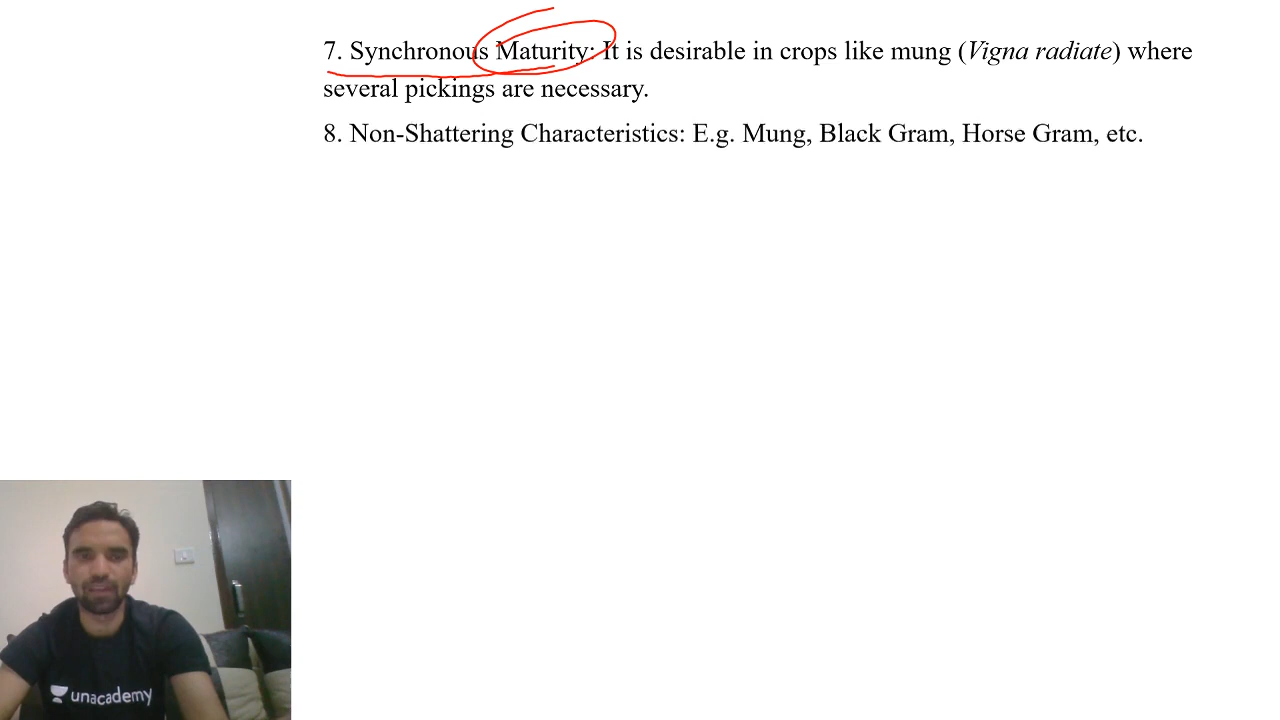 7. Synchronous Maturity: It is desirable in crops like mung (Vigna radiate) where
several pickings are necessary.
8. Non-Shattering Characteristics: E.g. Mung, Black Gram, Horse Gram, etc.
unacademy